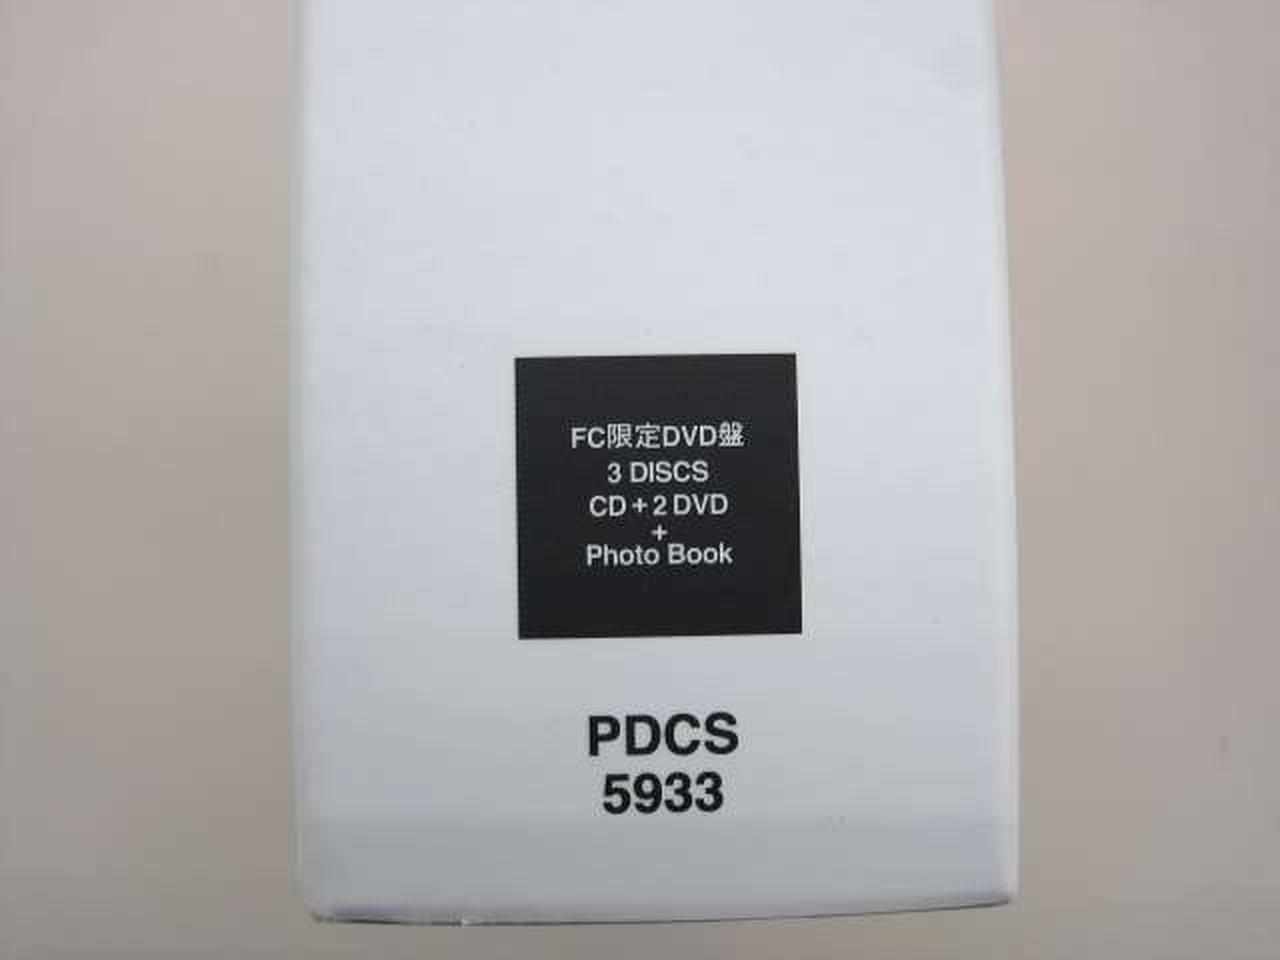 FC限定DVD盤
3 DISCS
CD + 2 DVD
+
Photo Book
PDCS
5933